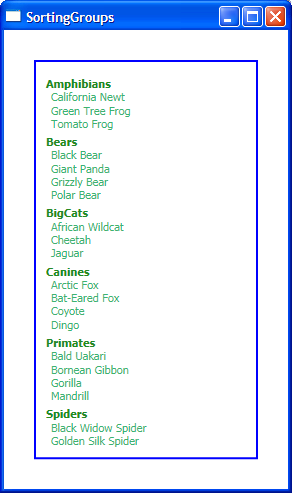 SortingGroups
Amphibians
California Newt
Green Tree Frog
Tomato Frog
Bears
Black Bear
Giant Panda
Grizzly Bear
Polar Bear
BigCats
African Wildcat
Cheetah
Jaguar
Canines
Arctic Fox
Bat-Eared Fox
Coyote
Dingo
Primates
Bald Uakari
Bornean Gibbon
Gorilla
Mandrill
Spiders
Black Widow Spider
Golden Silk Spider